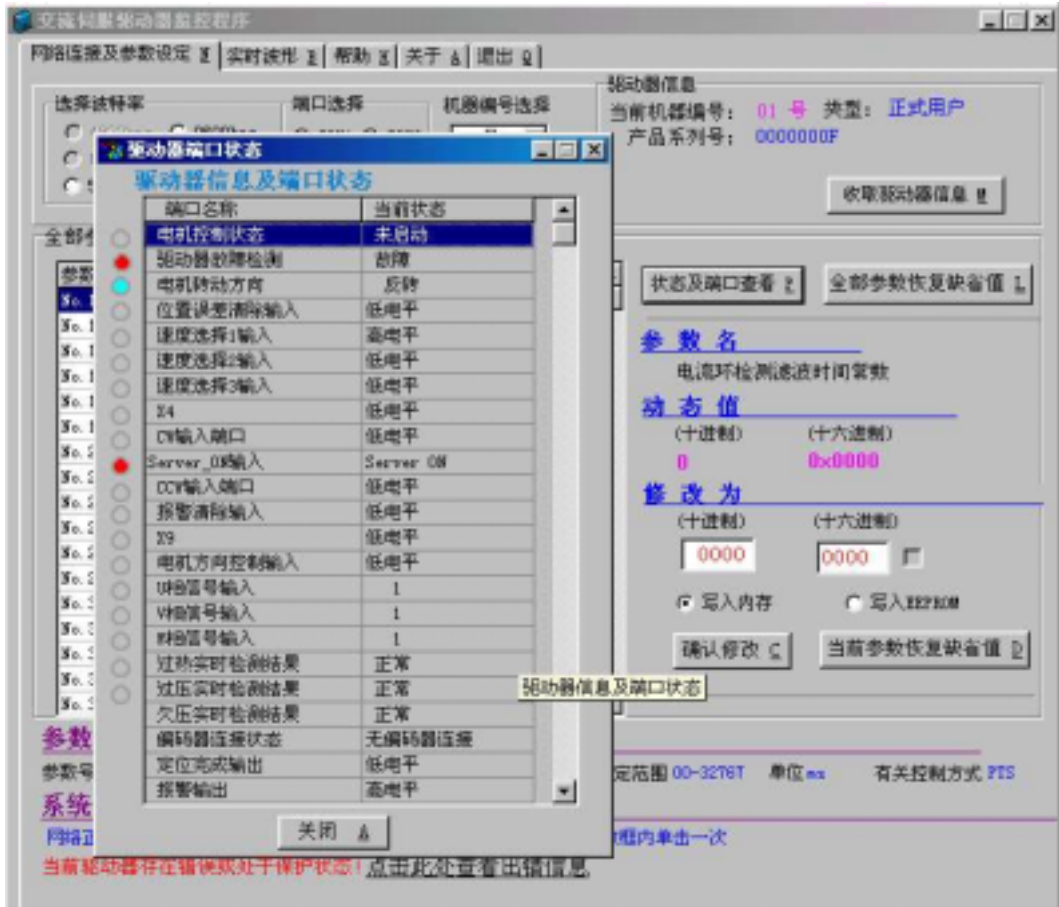 交流伺服驱动器监控程序
网络连接及参数设定 N 实时波形 R 帮助 H 关于 A 退出 Q
驱动器信息
选择波特率 端口选择 机器编号选择
当前机器编号： 01 号 类型： 正式用户
产品系列号： 0000000F
收取驱动器信息 M
驱动器端口状态
驱动器信息及端口状态
端口名称 当前状态
电机控制状态 未启动
驱动器故障检测 故障
电机转动方向 反转
位置误差清除输入 低电平
速度选择1输入 高电平
速度选择2输入 低电平
速度选择3输入 低电平
X4 低电平
CW输入端口 低电平
Server_ON输入 Server ON
CCW输入端口 低电平
报警清除输入 低电平
X9 低电平
电机方向控制输入 低电平
U相信号输入 1
V相信号输入 1
W相信号输入 1
过热实时检测结果 正常
过压实时检测结果 正常
欠压实时检测结果 正常
编码器连接状态 无编码器连接
定位完成输出 低电平
报警输出 高电平
关闭 A
全部
参数
状态及端口查看 P 全部参数恢复缺省值 L
参 数 名
电流环检测滤波时间常数
动 态 值
(十进制) (十六进制)
0 0x0000
修 改 为
(十进制) (十六进制)
0000 0000
写入内存 写入EEPROM
确认修改 C 当前参数恢复缺省值 D
驱动器信息及端口状态
参数
参数号 定范围 00-32767 单位 ms 有关控制方式 PTS
系统
网络正 框内单击一次
当前驱动器存在错误或处于保护状态! 点击此处查看出错信息